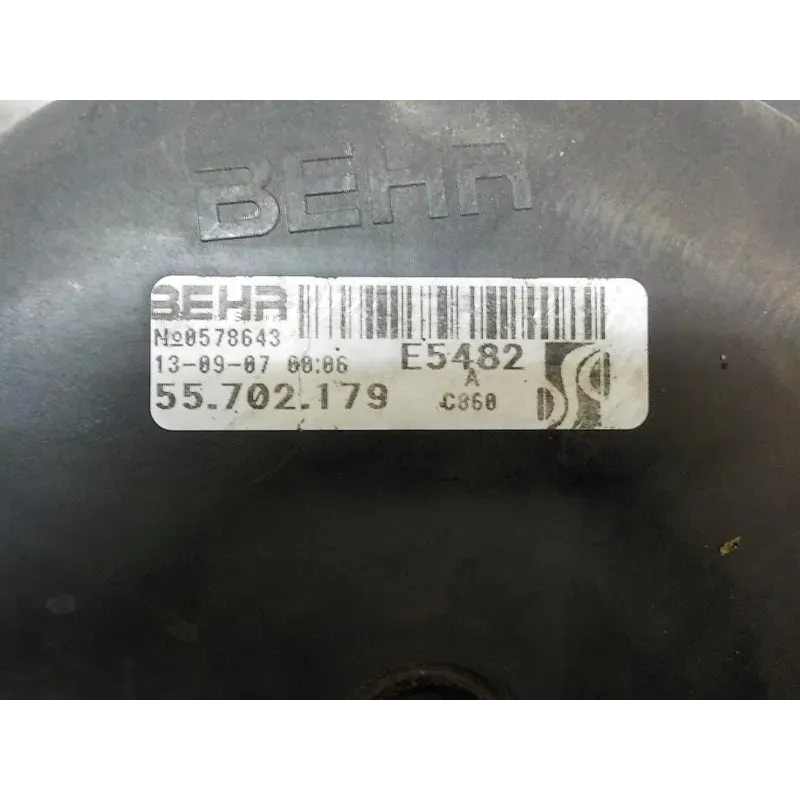 BEHR
BEHR
№0578643
13-09-07 00:06 E5482
A
55.702.179 C860